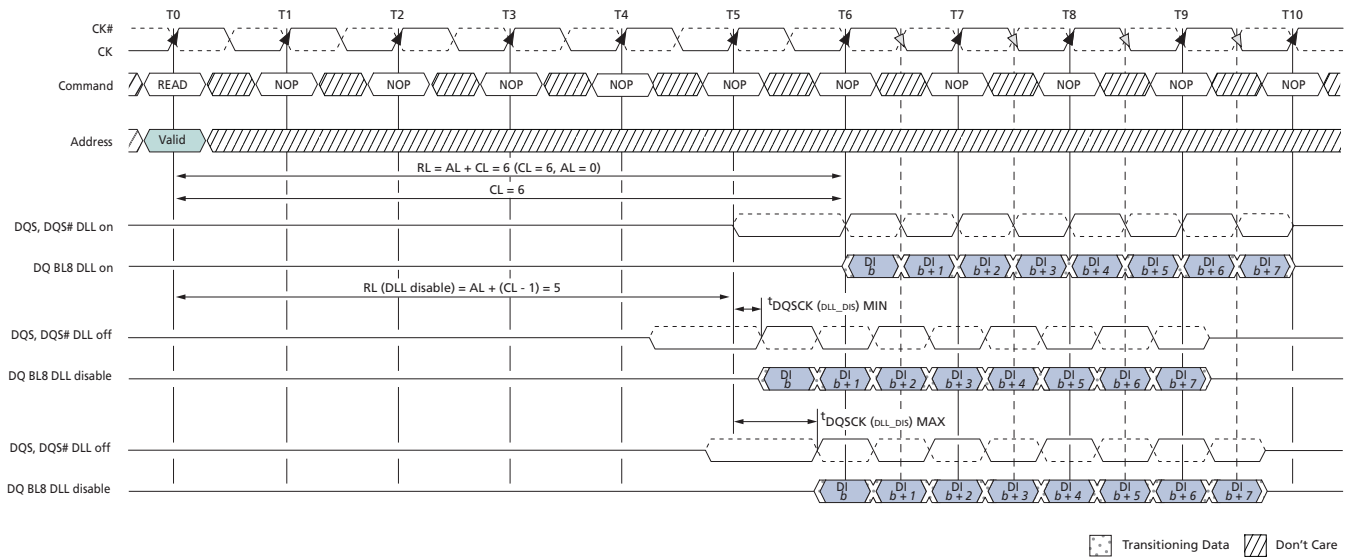 T0 T1 T2 T3 T4 T5 T6 T7 T8 T9 T10
CK#
CK
Command READ NOP NOP NOP NOP NOP NOP NOP NOP NOP NOP
Address Valid
RL = AL + CL = 6 (CL = 6, AL = 0)
CL = 6
DQS, DQS# DLL on
DQ BL8 DLL on DI b DI b + 1 DI b + 2 DI b + 3 DI b + 4 DI b + 5 DI b + 6 DI b + 7
RL (DLL disable) = AL + (CL - 1) = 5
tDQSCK (DLL_DIS) MIN
DQS, DQS# DLL off
DQ BL8 DLL disable DI b DI b + 1 DI b + 2 DI b + 3 DI b + 4 DI b + 5 DI b + 6 DI b + 7
tDQSCK (DLL_DIS) MAX
DQS, DQS# DLL off
DQ BL8 DLL disable DI b DI b + 1 DI b + 2 DI b + 3 DI b + 4 DI b + 5 DI b + 6 DI b + 7
Transitioning Data Don't Care